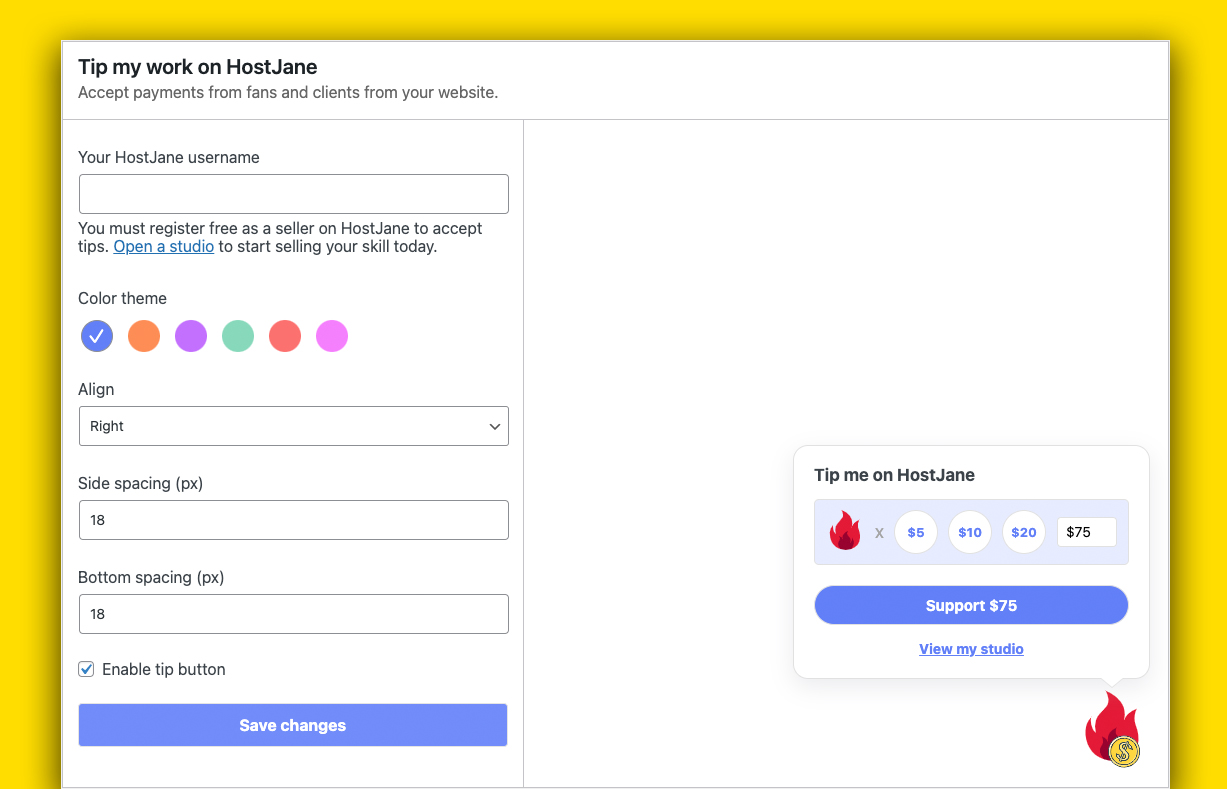 Tip my work on HostJane
Accept payments from fans and clients from your website.
Your HostJane username
You must register free as a seller on HostJane to accept
tips. Open a studio to start selling your skill today.
Color theme
Align
Right
Side spacing (px)
18
Bottom spacing (px)
18
Enable tip button
Save changes
Tip me on HostJane
X $5 $10 $20 $75
Support $75
View my studio
$